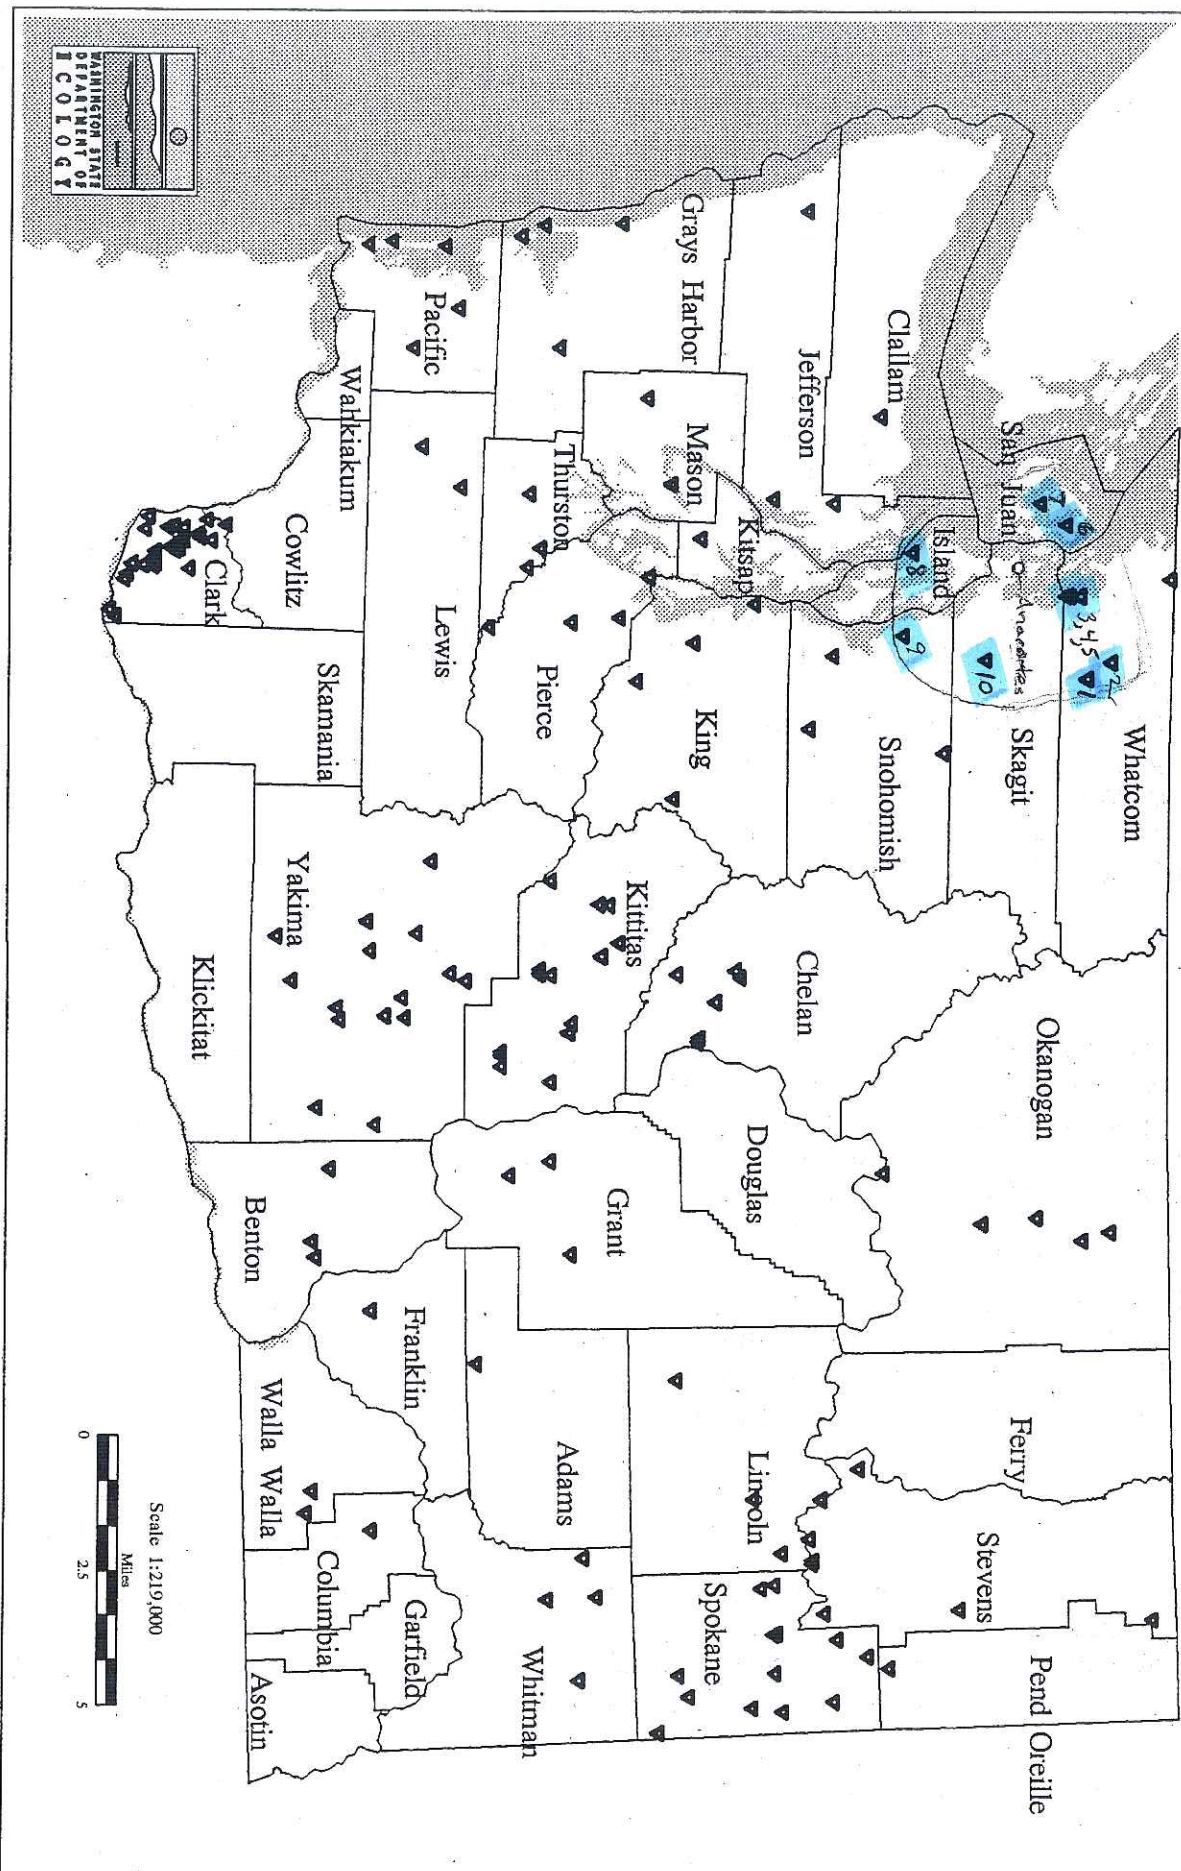 Whatcom
Okanogan
Ferry
Stevens
Pend Oreille
San Juan
Skagit
Island
Clallam
Snohomish
Chelan
Jefferson
Kitsap
King
Douglas
Lincoln
Spokane
Grays Harbor
Mason
Kittitas
Grant
Adams
Thurston
Pierce
Whitman
Pacific
Lewis
Yakima
Franklin
Garfield
Wahkiakum
Cowlitz
Skamania
Benton
Walla Walla
Columbia
Asotin
Clark
Klickitat
1
2
3,4,5
6
7
8
9
10
Anacortes
WASHINGTON STATE
DEPARTMENT OF
ECOLOGY
Scale 1:219,000
Miles
0 2.5 5